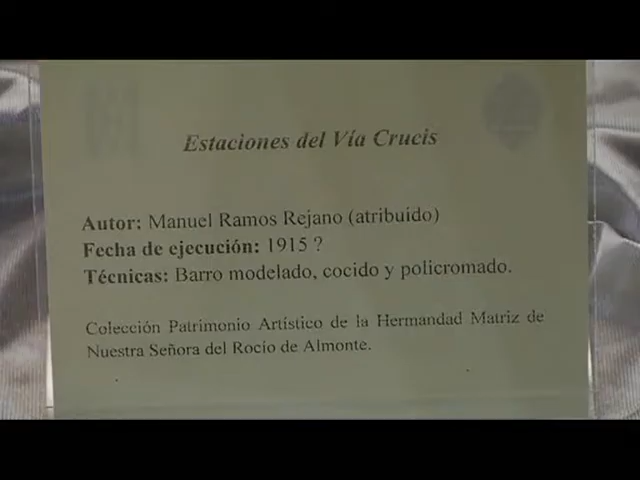 Estaciones del Vía Crucis
Autor: Manuel Ramos Rejano (atribuido)
Fecha de ejecución: 1915 ?
Técnicas: Barro modelado, cocido y policromado.
Colección Patrimonio Artístico de la Hermandad Matriz de
Nuestra Señora del Rocío de Almonte.